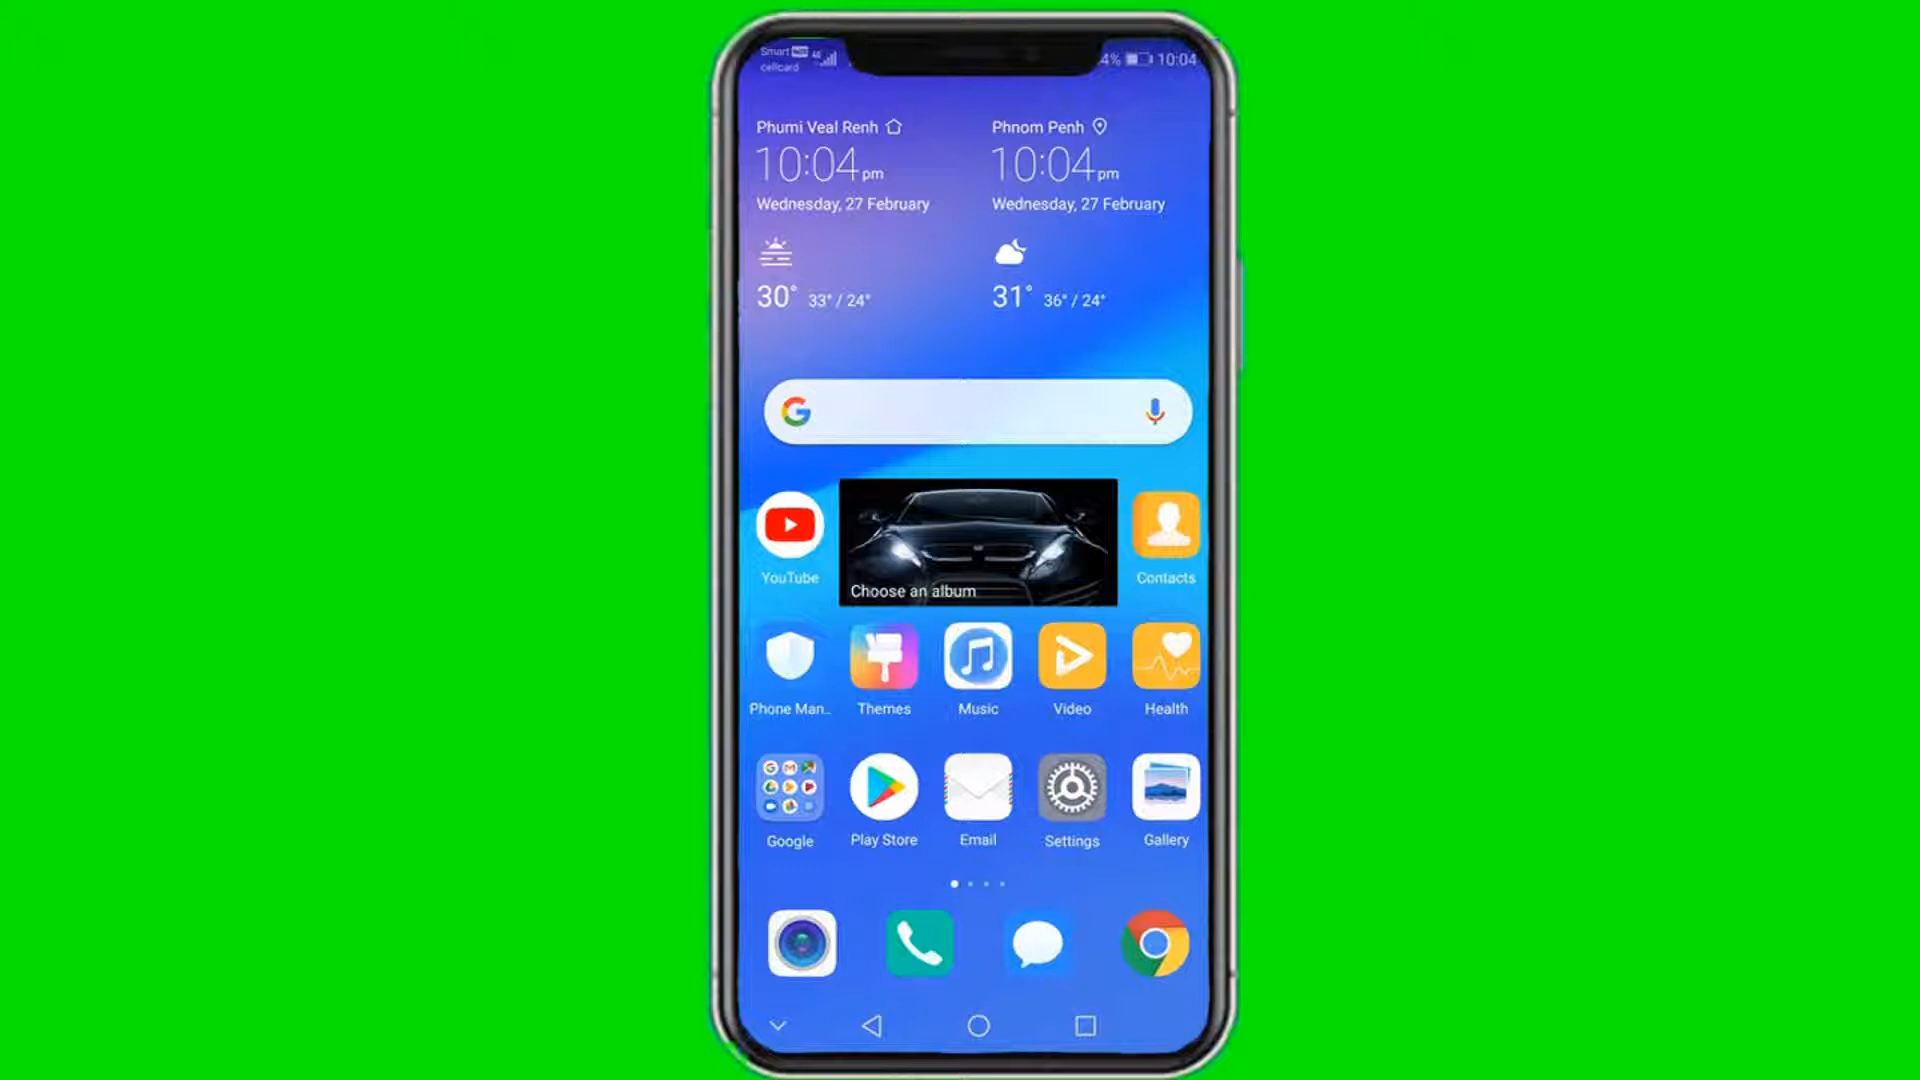 Smart
cellcard
4G
4% 10:04
Phumi Veal Renh
10:04 pm
Wednesday, 27 February
30° 33° / 24°
Phnom Penh
10:04 pm
Wednesday, 27 February
31° 36° / 24°
YouTube
Choose an album
Contacts
Phone Man..
Themes
Music
Video
Health
Google
Play Store
Email
Settings
Gallery